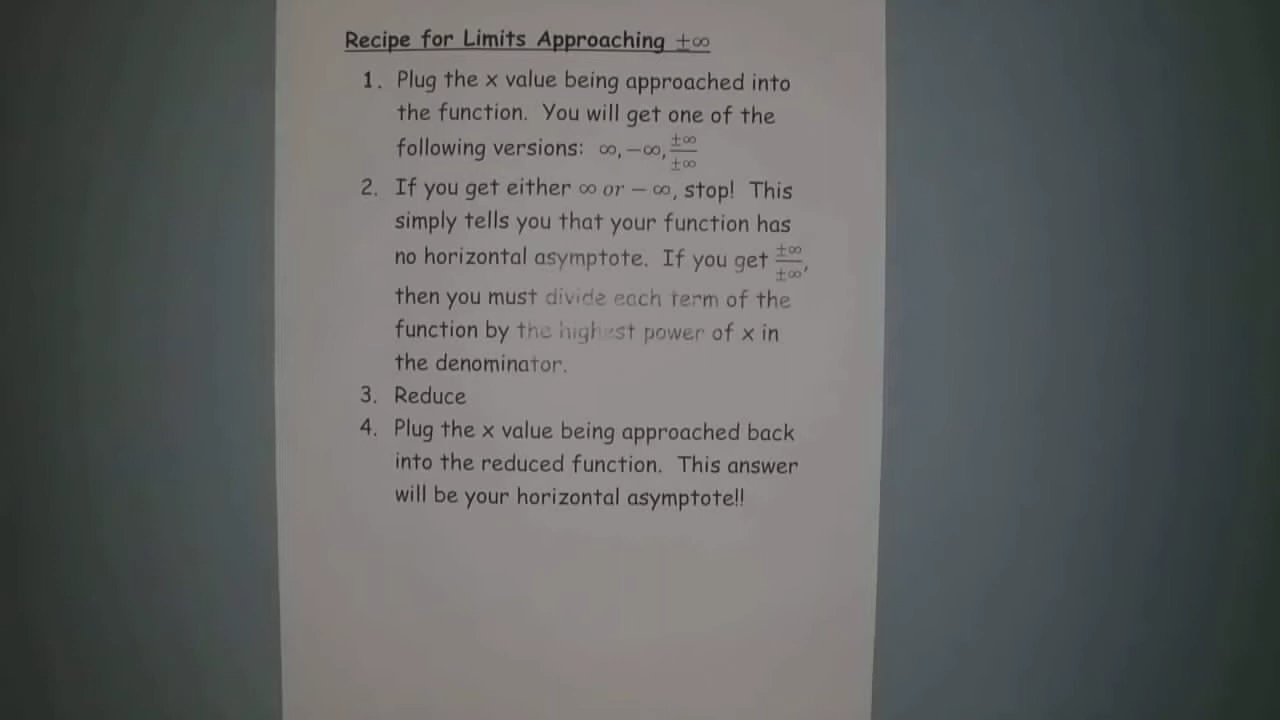 Recipe for Limits Approaching ±∞
1. Plug the x value being approached into
the function. You will get one of the
following versions: ∞, −∞, ±∞/±∞
2. If you get either ∞ or − ∞, stop! This
simply tells you that your function has
no horizontal asymptote. If you get ±∞/±∞,
then you must divide each term of the
function by the highest power of x in
the denominator.
3. Reduce
4. Plug the x value being approached back
into the reduced function. This answer
will be your horizontal asymptote!!